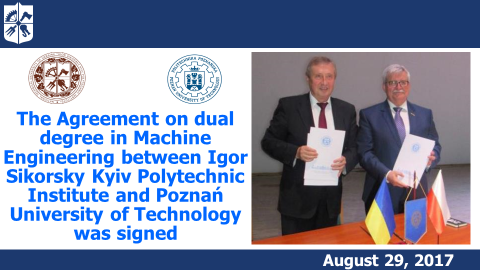 The Agreement on dual
degree in Machine
Engineering between Igor
Sikorsky Kyiv Polytechnic
Institute and Poznań
University of Technology
was signed
August 29, 2017